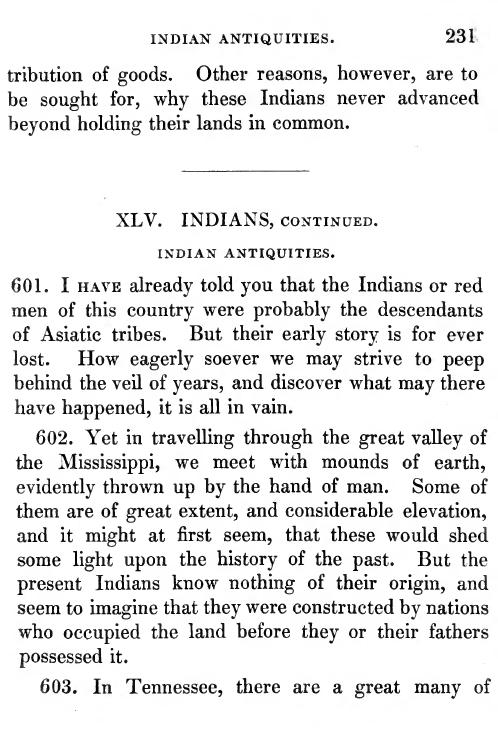 INDIAN ANTIQUITIES. 231
tribution of goods. Other reasons, however, are to
be sought for, why these Indians never advanced
beyond holding their lands in common.
XLV. INDIANS, CONTINUED.
INDIAN ANTIQUITIES.
601. I HAVE already told you that the Indians or red
men of this country were probably the descendants
of Asiatic tribes. But their early story is for ever
lost. How eagerly soever we may strive to peep
behind the veil of years, and discover what may there
have happened, it is all in vain.
602. Yet in travelling through the great valley of
the Mississippi, we meet with mounds of earth,
evidently thrown up by the hand of man. Some of
them are of great extent, and considerable elevation,
and it might at first seem, that these would shed
some light upon the history of the past. But the
present Indians know nothing of their origin, and
seem to imagine that they were constructed by nations
who occupied the land before they or their fathers
possessed it.
603. In Tennessee, there are a great many of